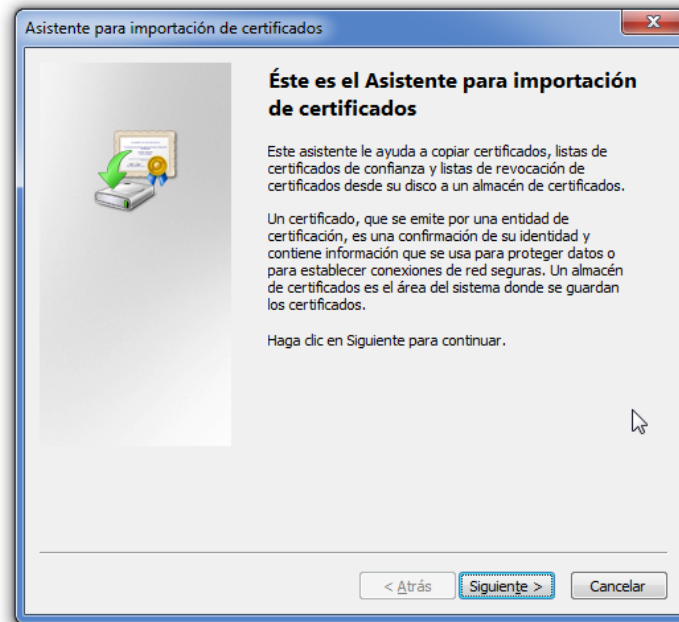 Asistente para importación de certificados
Éste es el Asistente para importación
de certificados
Este asistente le ayuda a copiar certificados, listas de
certificados de confianza y listas de revocación de
certificados desde su disco a un almacén de certificados.
Un certificado, que se emite por una entidad de
certificación, es una confirmación de su identidad y
contiene información que se usa para proteger datos o
para establecer conexiones de red seguras. Un almacén
de certificados es el área del sistema donde se guardan
los certificados.
Haga clic en Siguiente para continuar.
< Atrás Siguiente > Cancelar